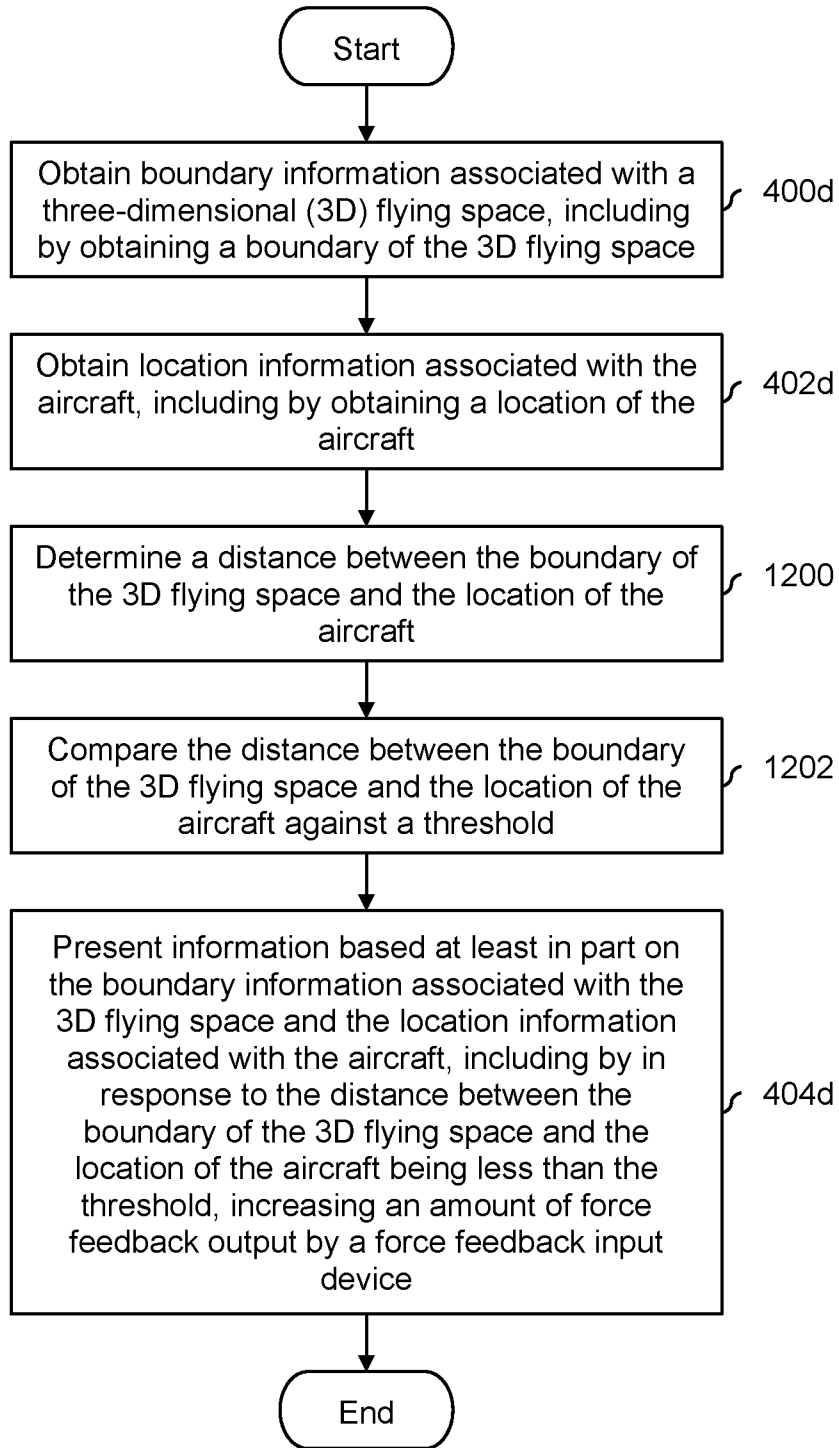 Start
Obtain boundary information associated with a
three-dimensional (3D) flying space, including
by obtaining a boundary of the 3D flying space
400d
Obtain location information associated with the
aircraft, including by obtaining a location of the
aircraft
402d
Determine a distance between the boundary of
the 3D flying space and the location of the
aircraft
1200
Compare the distance between the boundary
of the 3D flying space and the location of the
aircraft against a threshold
1202
Present information based at least in part on
the boundary information associated with the
3D flying space and the location information
associated with the aircraft, including by in
response to the distance between the
boundary of the 3D flying space and the
location of the aircraft being less than the
threshold, increasing an amount of force
feedback output by a force feedback input
device
404d
End